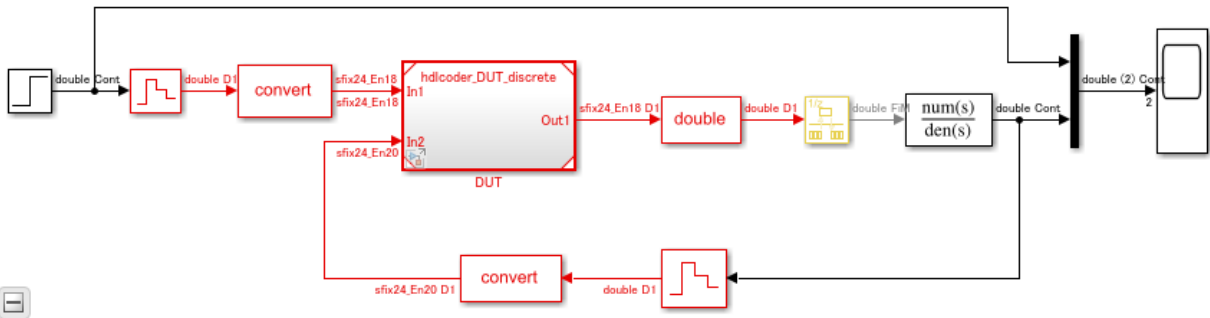 double Cont
double D1
convert
sfix24_En18
sfix24_En18
hdlcoder_DUT_discrete
In1
In2
Out1
sfix24_En20
DUT
sfix24_En18 D1
double
double D1
1/z
double FiM
num(s)
den(s)
double Cont
double (2) Cont
2
sfix24_En20 D1
convert
double D1